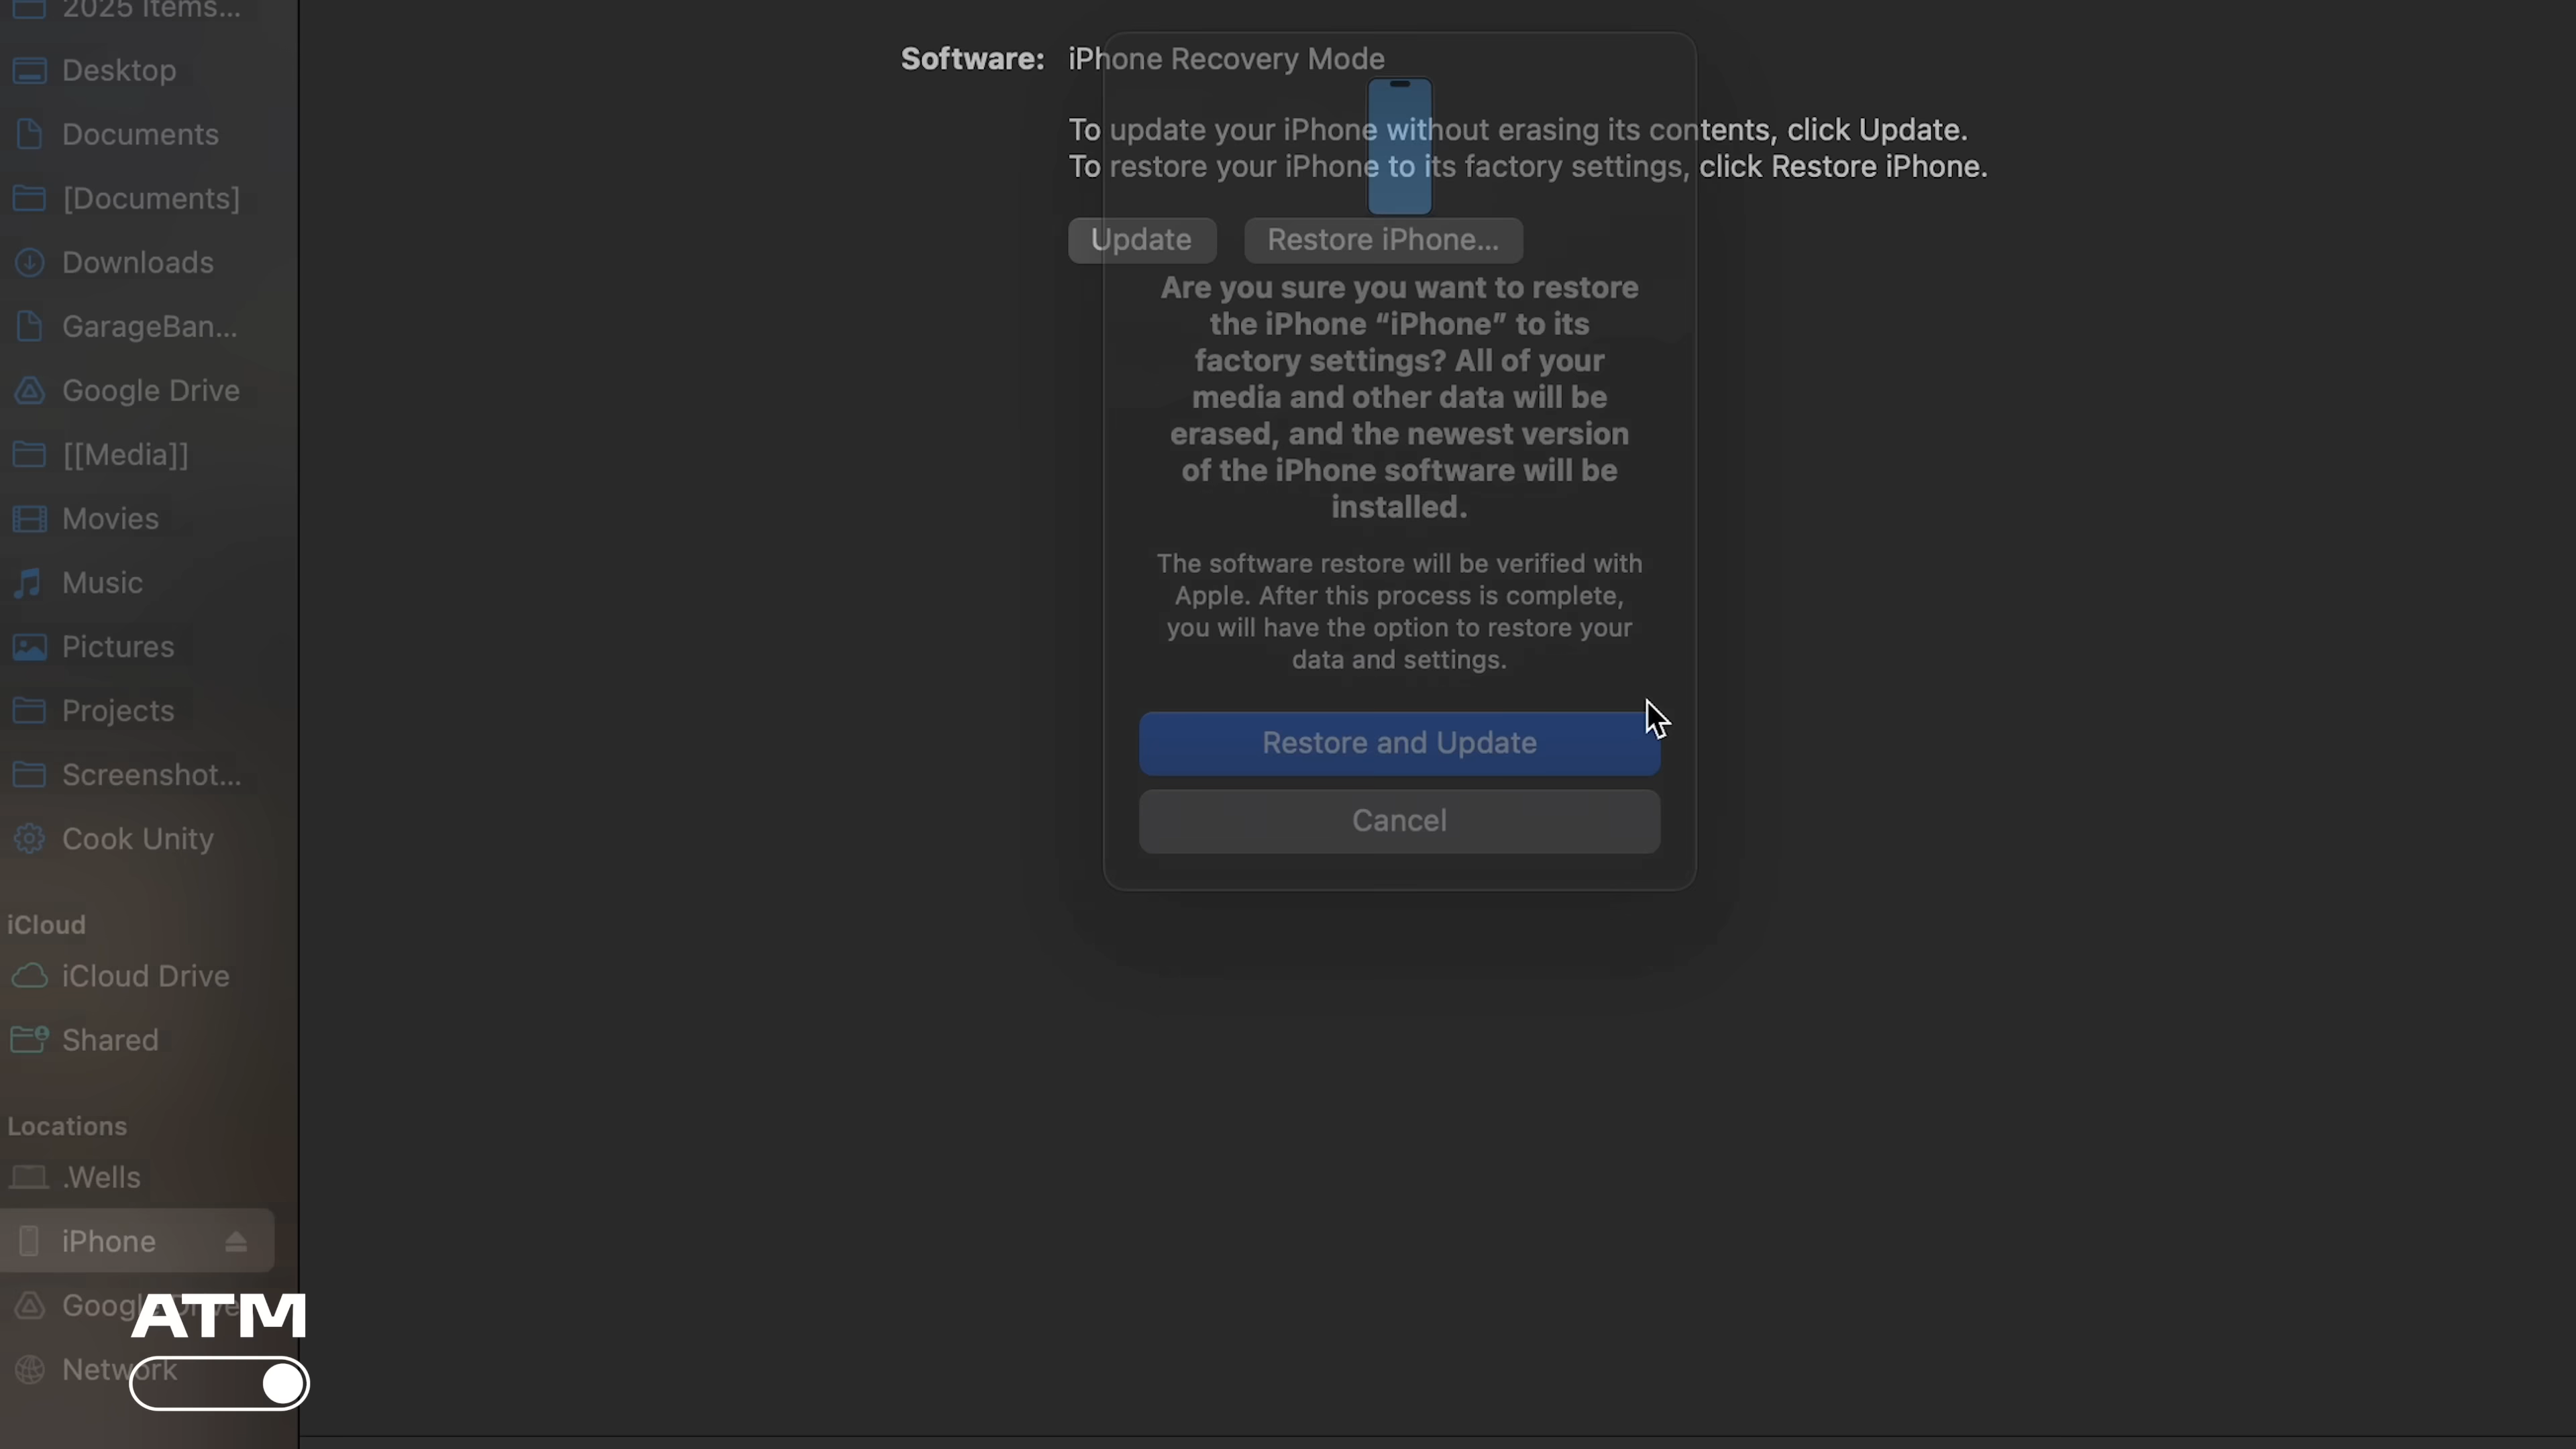 2025 Items...
Desktop
Documents
[Documents]
Downloads
GarageBan...
Google Drive
[[Media]]
Movies
Music
Pictures
Projects
Screenshot...
Cook Unity
iCloud
iCloud Drive
Shared
Locations
.Wells
iPhone
Google Drive
Network
ATM
Software: iPhone Recovery Mode
To update your iPhone without erasing its contents, click Update.
To restore your iPhone to its factory settings, click Restore iPhone.
Update
Restore iPhone...
Are you sure you want to restore
the iPhone “iPhone” to its
factory settings? All of your
media and other data will be
erased, and the newest version
of the iPhone software will be
installed.
The software restore will be verified with
Apple. After this process is complete,
you will have the option to restore your
data and settings.
Restore and Update
Cancel